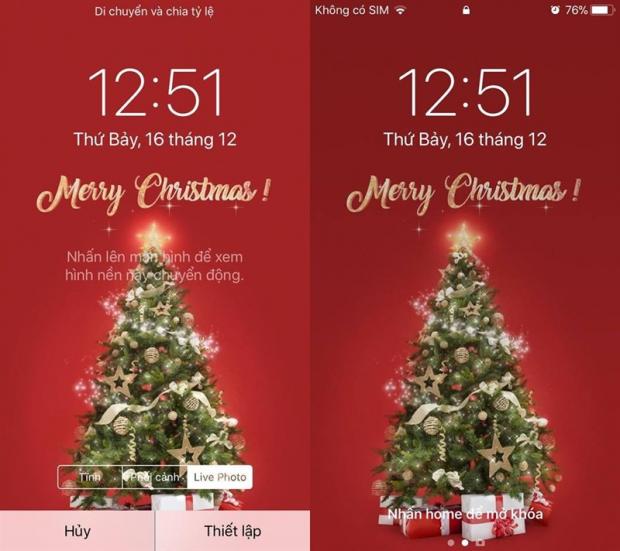 Di chuyển và chia tỷ lệ
12:51
Thứ Bảy, 16 tháng 12
Merry Christmas !
Nhấn lên màn hình để xem
hình nền này chuyển động.
Tĩnh Phối cảnh Live Photo
Hủy Thiết lập
Không có SIM 76%
12:51
Thứ Bảy, 16 tháng 12
Merry Christmas !
Nhấn home để mở khóa